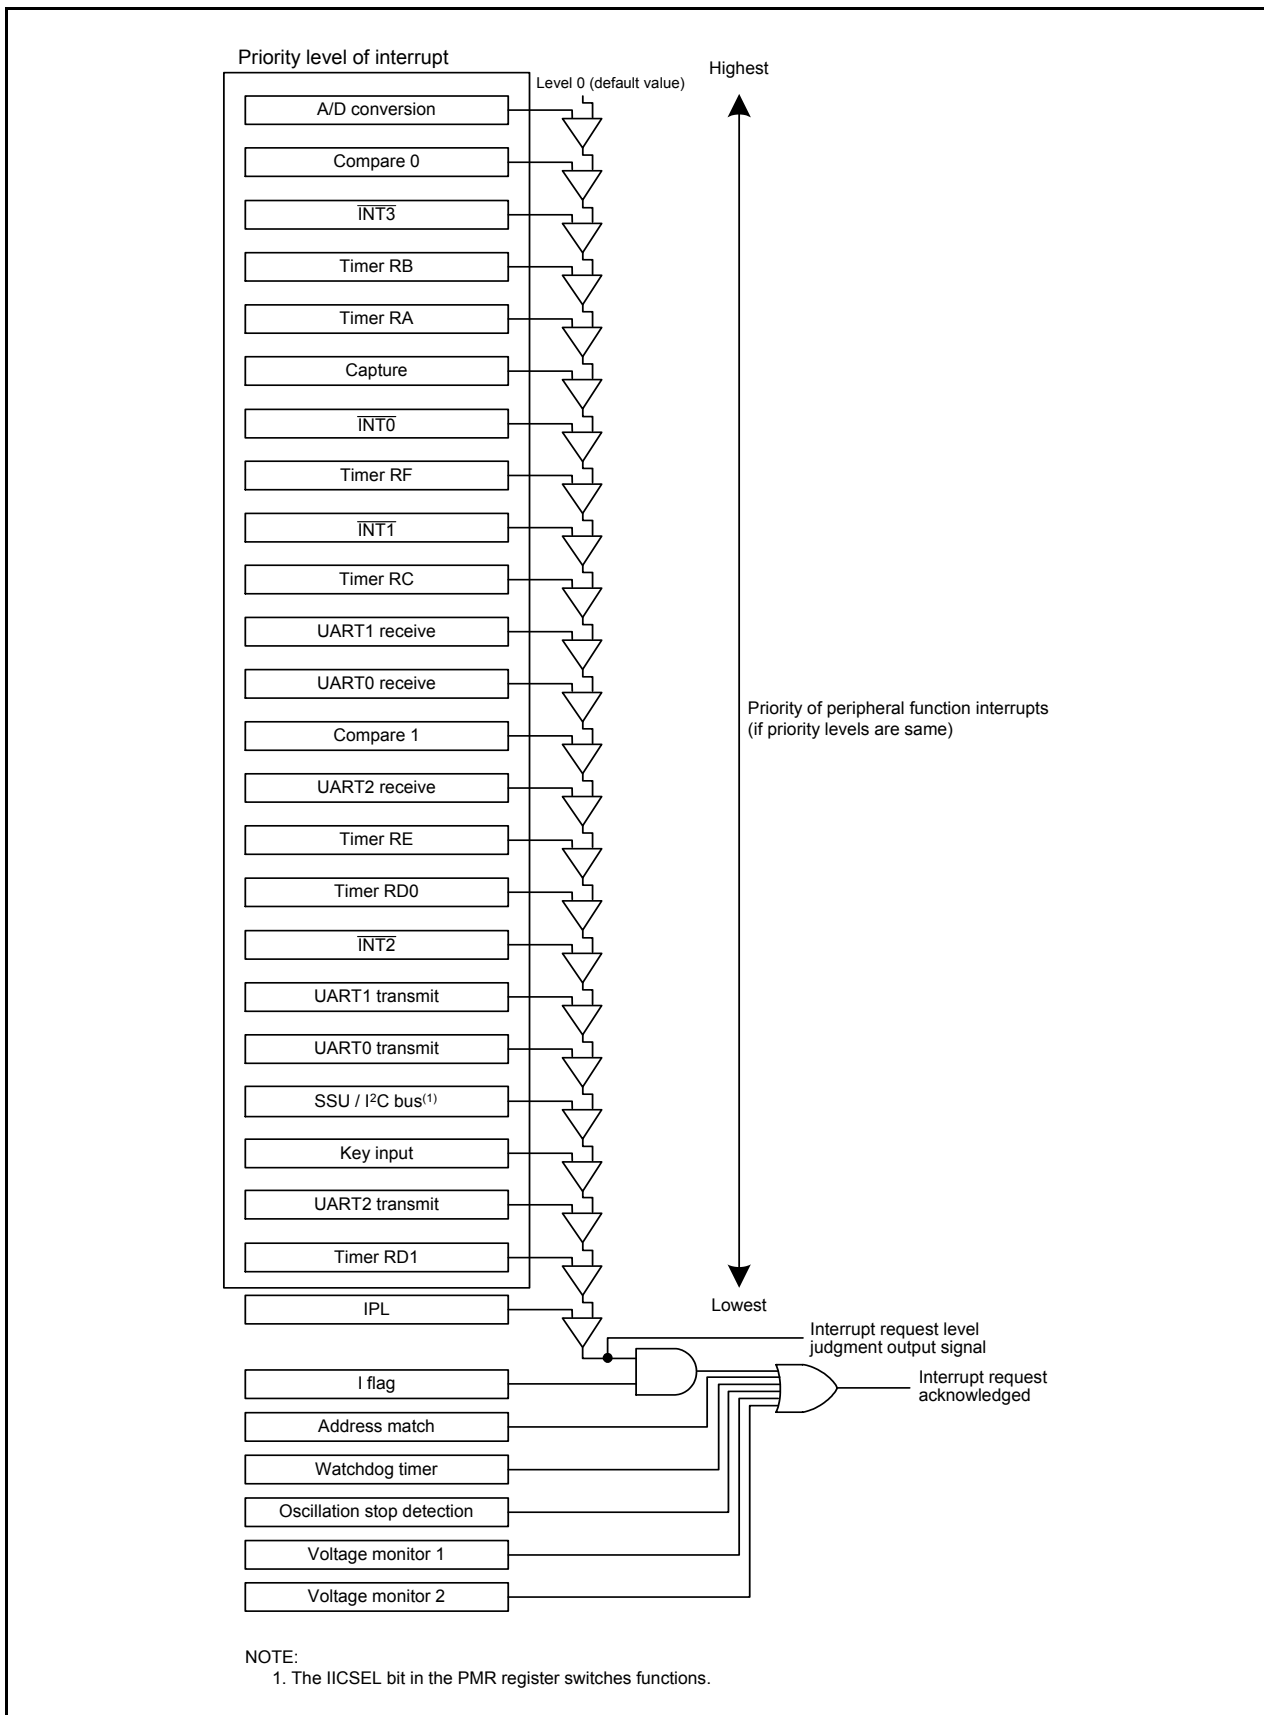 Priority level of interrupt
Level 0 (default value)
Highest
A/D conversion
Compare 0
INT3
Timer RB
Timer RA
Capture
INT0
Timer RF
INT1
Timer RC
UART1 receive
UART0 receive
Priority of peripheral function interrupts
(if priority levels are same)
Compare 1
UART2 receive
Timer RE
Timer RD0
INT2
UART1 transmit
UART0 transmit
SSU / I²C bus(1)
Key input
UART2 transmit
Timer RD1
Lowest
IPL
Interrupt request level
judgment output signal
I flag
Interrupt request
acknowledged
Address match
Watchdog timer
Oscillation stop detection
Voltage monitor 1
Voltage monitor 2
NOTE:
1. The IICSEL bit in the PMR register switches functions.